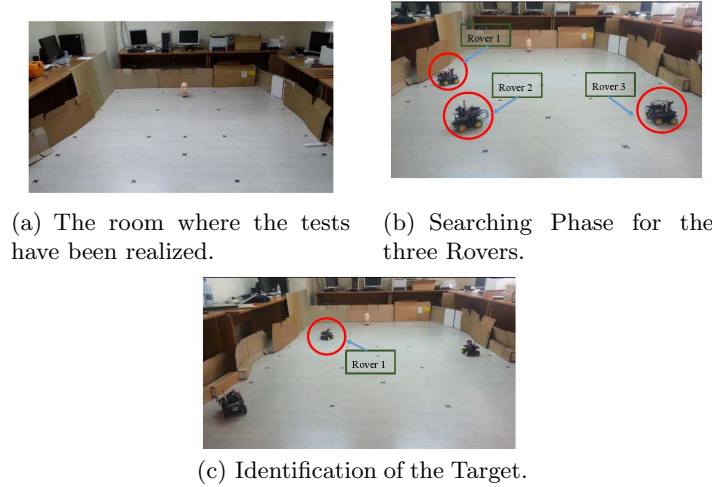 Rover 1
Rover 2
Rover 3
(a) The room where the tests
have been realized.
(b) Searching Phase for the
three Rovers.
Rover 1
(c) Identification of the Target.